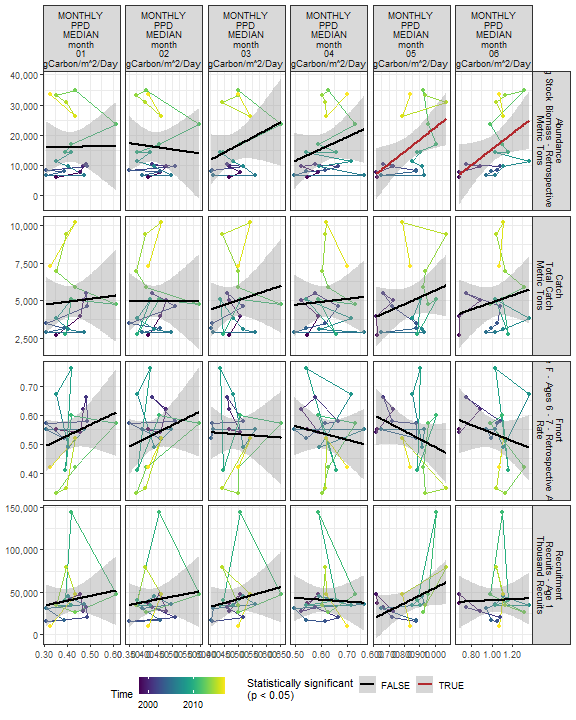 MONTHLY MONTHLY MONTHLY MONTHLY MONTHLY MONTHLY
PPD PPD PPD PPD PPD PPD
MEDIAN MEDIAN MEDIAN MEDIAN MEDIAN MEDIAN
month month month month month month
01 02 03 04 05 06
gCarbon/m^2/Day gCarbon/m^2/Day gCarbon/m^2/Day gCarbon/m^2/Day gCarbon/m^2/Day gCarbon/m^2/Day
40,000
30,000
20,000
10,000
0
Abundance
Stock Biomass - Retrospective
Metric Tons
10,000
7,500
5,000
2,500
Catch
Total Catch
Metric Tons
0.70
0.60
0.50
0.40
Fmort
F - Ages 6 - 7 - Retrospective
Rate
150,000
100,000
50,000
0
Recruitment
Recruits - Age 1
Thousand Recruits
0.30 0.40 0.50 0.60
0.50 0.60 0.70
0.80 1.00 1.20
Time
2000 2010
Statistically significant
(p < 0.05)
FALSE TRUE